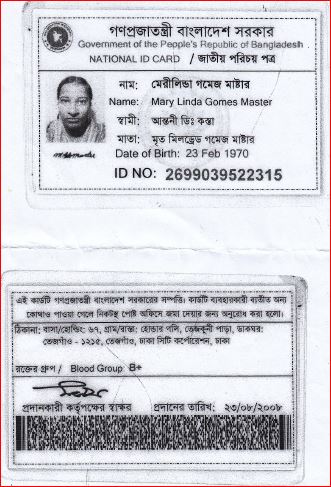 গণপ্রজাতন্ত্রী বাংলাদেশ সরকার
Government of the People's Republic of Bangladesh
NATIONAL ID CARD / জাতীয় পরিচয় পত্র
নাম: মেরীলিন্ডা গমেজ মাষ্টার
Name: Mary Linda Gomes Master
স্বামী: আন্তনী ডিঃ কস্তা
মাতা: মৃত মিলড্রেড গমেজ মাষ্টার
Date of Birth: 23 Feb 1970
ID NO: 2699039522315
এই কার্ডটি গণপ্রজাতন্ত্রী বাংলাদেশ সরকারের সম্পত্তি। কার্ডটি ব্যবহারকারী ব্যতীত অন্য
কোথাও পাওয়া গেলে নিকটস্থ পোষ্ট অফিসে জমা দেয়ার জন্য অনুরোধ করা হলো।
ঠিকানা: বাসা/হোল্ডিং: ৬৭, গ্রাম/রাস্তা: হোন্ডার গলি, তেজকুনী পাড়া, ডাকঘর:
তেজগাঁও - ১২১৫, তেজগাঁও, ঢাকা সিটি কর্পোরেশন, ঢাকা
রক্তের গ্রুপ / Blood Group: B+
প্রদানকারী কর্তৃপক্ষের স্বাক্ষর প্রদানের তারিখ: ২৩/০৮/২০০৮